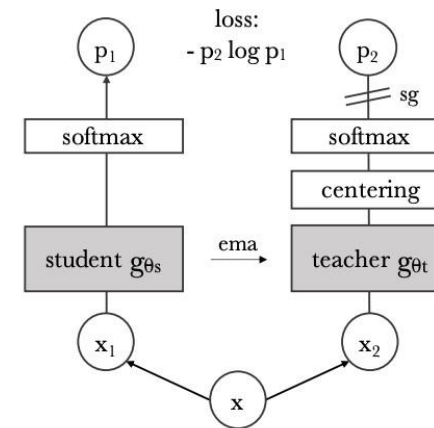 loss:
- p₂ log p₁
p₁
p₂
sg
softmax
softmax
centering
student gθs
ema
teacher gθt
x₁
x₂
x